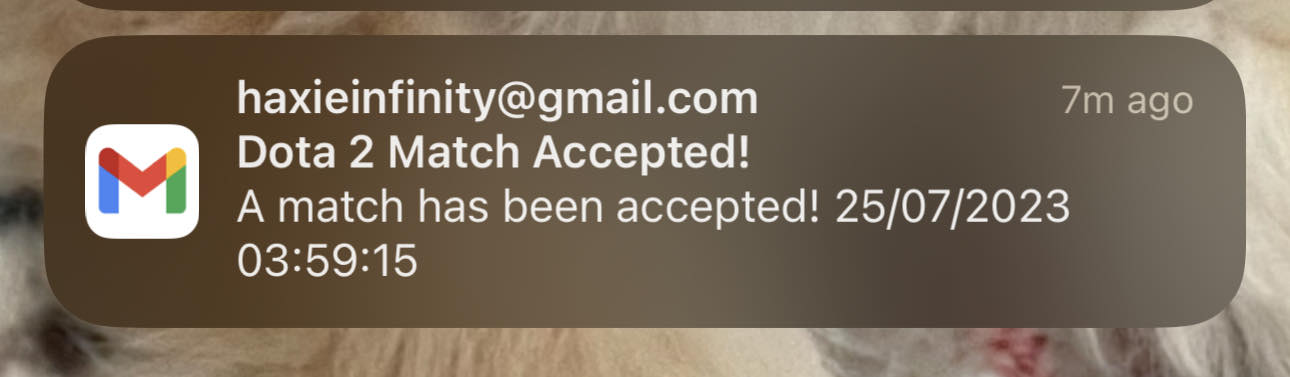 haxieinfinity@gmail.com
7m ago
Dota 2 Match Accepted!
A match has been accepted! 25/07/2023
03:59:15